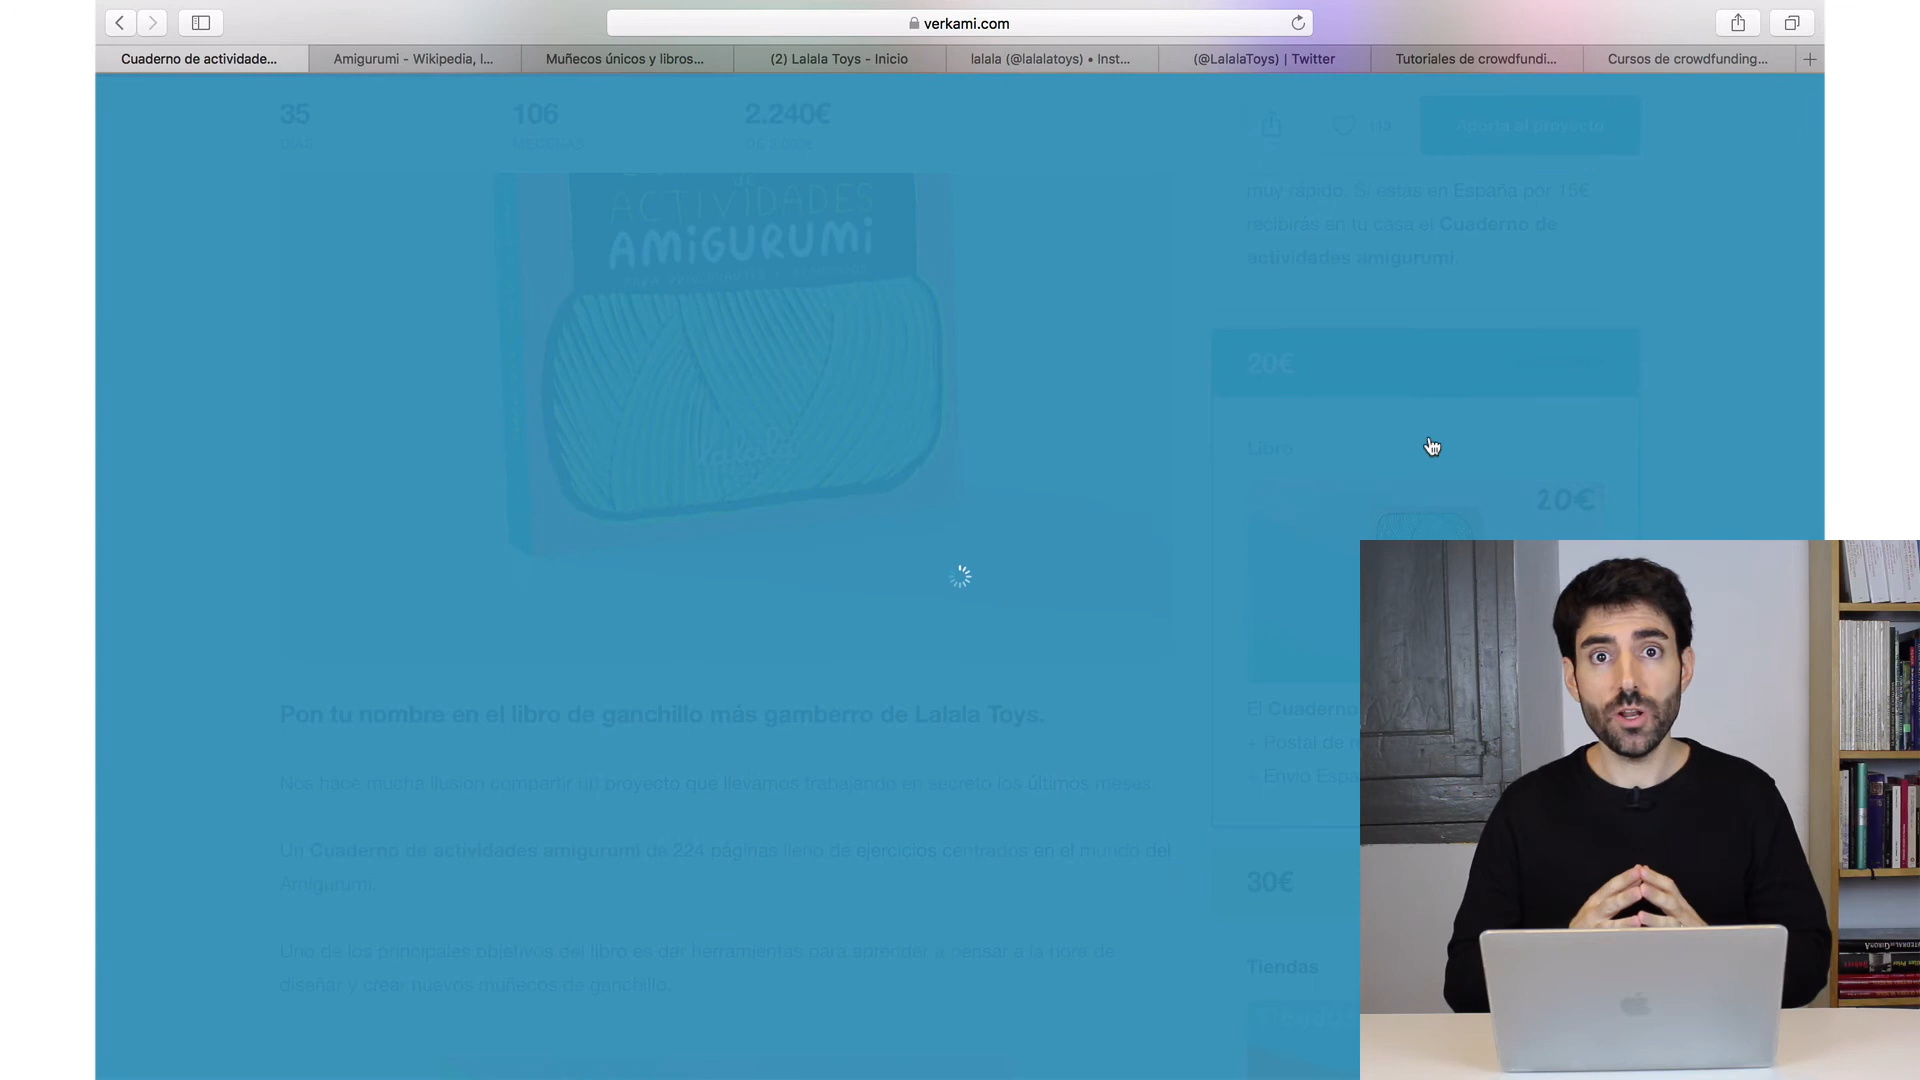 verkami.com
Cuaderno de actividade...
Amigurumi - Wikipedia, l...
Muñecos únicos y libros...
(2) Lalala Toys - Inicio
lalala (@lalalatoys) • Inst...
(@LalalaToys) | Twitter
Tutoriales de crowdfundi...
Cursos de crowdfunding...
35
106
2.240€
DÍAS
MECENAS
Aporta al proyecto
ACTIVIDADES
AMiGURUMi
lalala
muy rápido. Si estás en España por 15€
recibirás en tu casa el Cuaderno de
actividades amigurumi.
20€
Libro
20€
El Cuaderno
+ Postal de
+ Envío Espa
30€
Tiendas
Pon tu nombre en el libro de ganchillo más gamberro de Lalala Toys.
Nos hace mucha ilusión compartir un proyecto que llevamos trabajando en secreto los últimos meses
Un Cuaderno de actividades amigurumi de 224 páginas lleno de ejercicios centrados en el mundo del
Amigurumi.
Uno de los principales objetivos del libro es dar herramientas para aprender a pensar a la hora de
diseñar y crear nuevos muñecos de ganchillo.